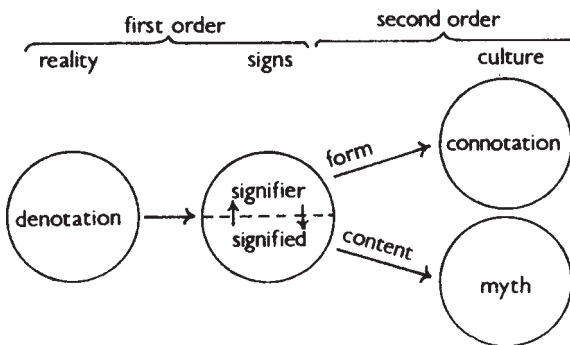 first order
second order
reality
signs
culture
form
connotation
signifier
denotation
signified
content
myth